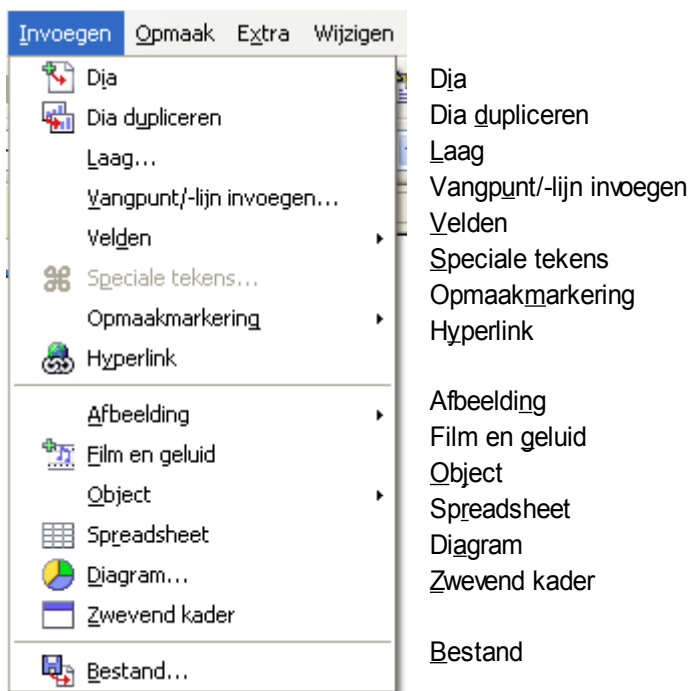 Invoegen Opmaak Extra Wijzigen
Dia
Dia dupliceren
Laag...
Vangpunt/-lijn invoegen...
Velden
Speciale tekens...
Opmaakmarkering
Hyperlink
Afbeelding
Film en geluid
Object
Spreadsheet
Diagram...
Zwevend kader
Bestand...
Dia
Dia dupliceren
Laag
Vangpunt/-lijn invoegen
Velden
Speciale tekens
Opmaakmarkering
Hyperlink
Afbeelding
Film en geluid
Object
Spreadsheet
Diagram
Zwevend kader
Bestand